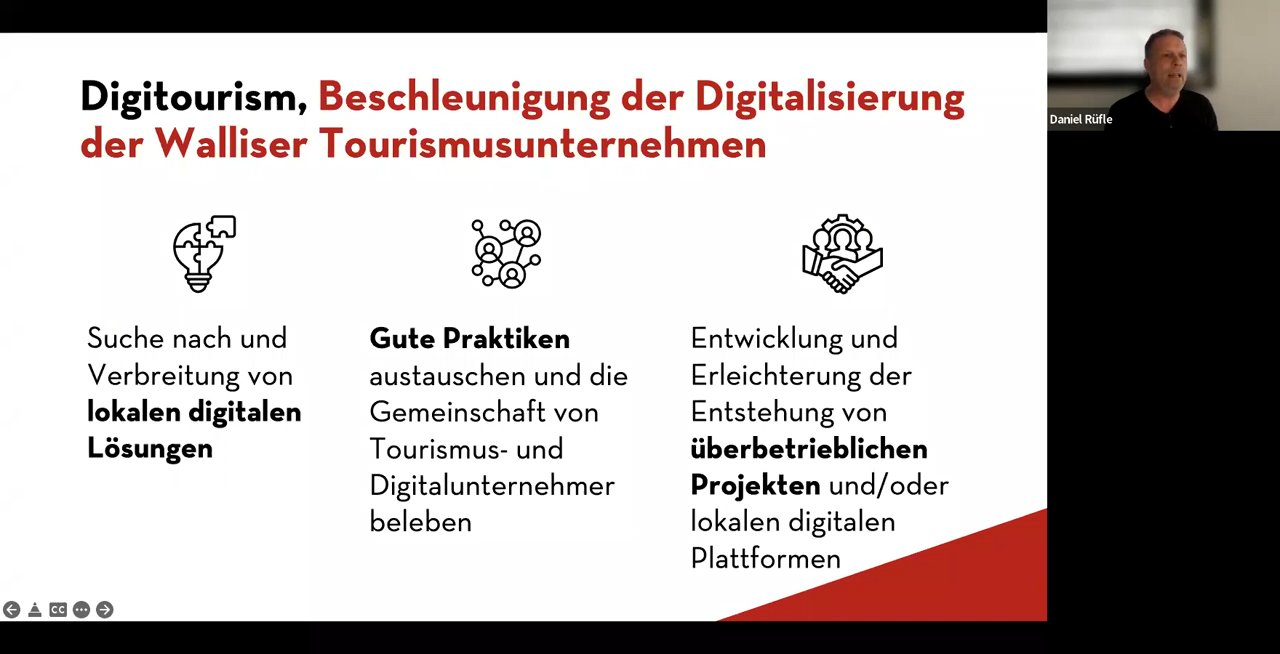 Digitourism, Beschleunigung der Digitalisierung
der Walliser Tourismusunternehmen
Suche nach und
Verbreitung von
lokalen digitalen
Lösungen
Gute Praktiken
austauschen und die
Gemeinschaft von
Tourismus- und
Digitalunternehmer
beleben
Entwicklung und
Erleichterung der
Entstehung von
überbetrieblichen
Projekten und/oder
lokalen digitalen
Plattformen
CC
Daniel Rüfle